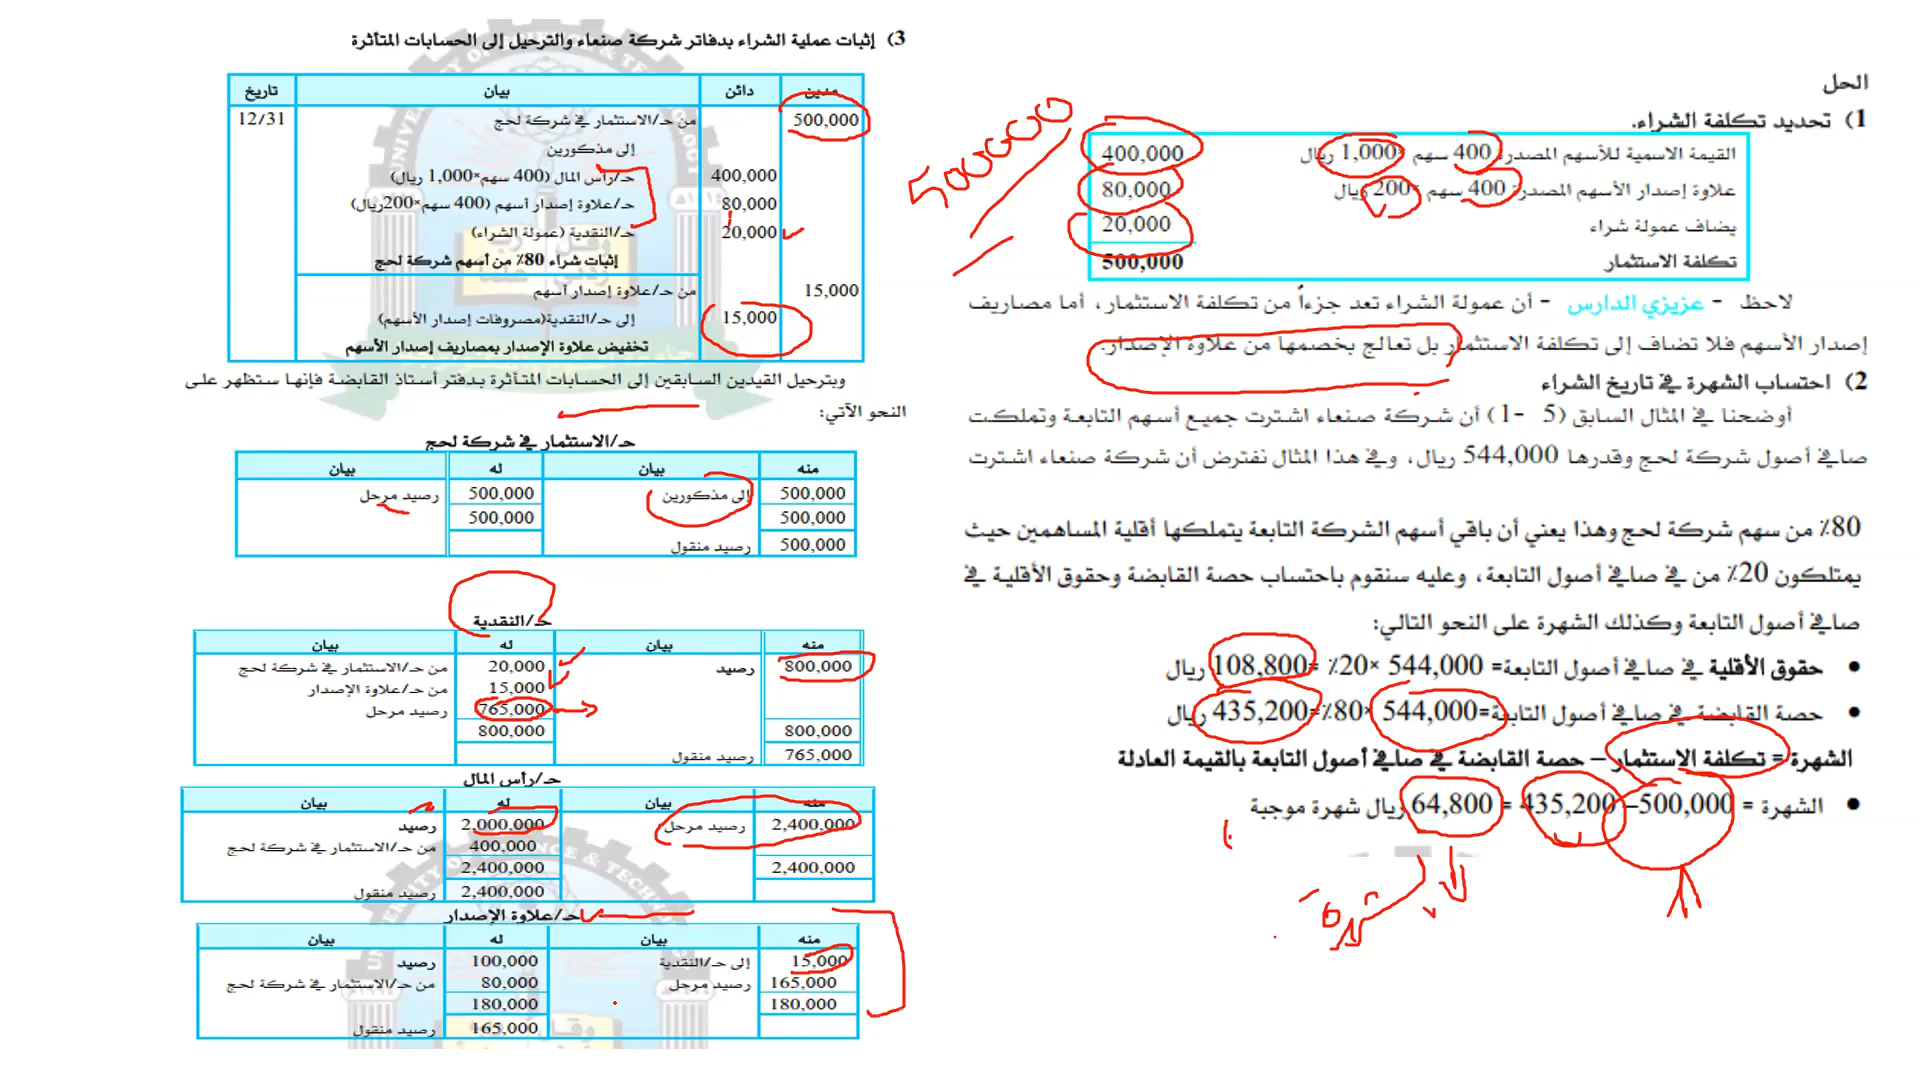 الحل
1) تحديد تكلفة الشراء.
القيمة الاسمية للأسهم المصدرة 400 سهم *1,000 ريال 400,000
علاوة إصدار الأسهم المصدرة 400 سهم *200 ريال 80,000
يضاف عمولة شراء 20,000
تكلفة الاستثمار 500,000
500000
لاحظ - عزيزي الدارس - أن عمولة الشراء تعد جزءاً من تكلفة الاستثمار، أما مصاريف
إصدار الأسهم فلا تضاف إلى تكلفة الاستثمار بل تعالج بخصمها من علاوة الإصدار.
2) احتساب الشهرة في تاريخ الشراء
أوضحنا في المثال السابق (5 -1) أن شركة صنعاء اشترت جميع أسهم التابعة وتملكت
صافي أصول شركة لحج وقدرها 544,000 ريال، وفي هذا المثال نفترض أن شركة صنعاء اشترت
80٪ من سهم شركة لحج وهذا يعني أن باقي أسهم الشركة التابعة يتملكها أقلية المساهمين حيث
يمتلكون 20٪ من في صافي أصول التابعة، وعليه سنقوم باحتساب حصة القابضة وحقوق الأقلية في
صافي أصول التابعة وكذلك الشهرة على النحو التالي:
• حقوق الأقلية في صافي أصول التابعة= 544,000 *20٪ =108,800 ريال
• حصة القابضة في صافي أصول التابعة=544,000 *80٪=435,200 ريال
الشهرة = تكلفة الاستثمار – حصة القابضة في صافي أصول التابعة بالقيمة العادلة
• الشهرة = 500,000– 435,200 = 64,800 ريال شهرة موجبة
3) إثبات عملية الشراء بدفاتر شركة صنعاء والترحيل إلى الحسابات المتأثرة
مدين دائن بيان تاريخ
500,000 من حـ/الاستثمار في شركة لحج 12/31
إلى مذكورين
400,000 حـ/رأس المال (400 سهم*1,000 ريال)
80,000 حـ/علاوة إصدار أسهم (400 سهم*200ريال)
20,000 حـ/النقدية (عمولة الشراء)
إثبات شراء 80٪ من أسهم شركة لحج
15,000 من حـ/علاوة إصدار أسهم
15,000 إلى حـ/النقدية(مصروفات إصدار الأسهم)
تخفيض علاوة الإصدار بمصاريف إصدار الأسهم
وبترحيل القيدين السابقين إلى الحسابات المتأثرة بدفتر أستاذ القابضة فإنها ستظهر على
النحو الآتي:
حـ/الاستثمار في شركة لحج
منه بيان له بيان
500,000 إلى مذكورين 500,000 رصيد مرحل
500,000 500,000
500,000 رصيد منقول
حـ/النقدية
منه بيان له بيان
800,000 رصيد 20,000 من حـ/الاستثمار في شركة لحج
15,000 من حـ/علاوة الإصدار
765,000 رصيد مرحل
800,000 800,000
765,000 رصيد منقول
حـ/رأس المال
منه بيان له بيان
2,400,000 رصيد مرحل 2,000,000 رصيد
400,000 من حـ/الاستثمار في شركة لحج
2,400,000 2,400,000
2,400,000 رصيد منقول
حـ/علاوة الإصدار
منه بيان له بيان
15,000 إلى حـ/النقدية 100,000 رصيد
165,000 رصيد مرحل 80,000 من حـ/الاستثمار في شركة لحج
180,000 180,000
165,000 رصيد منقول